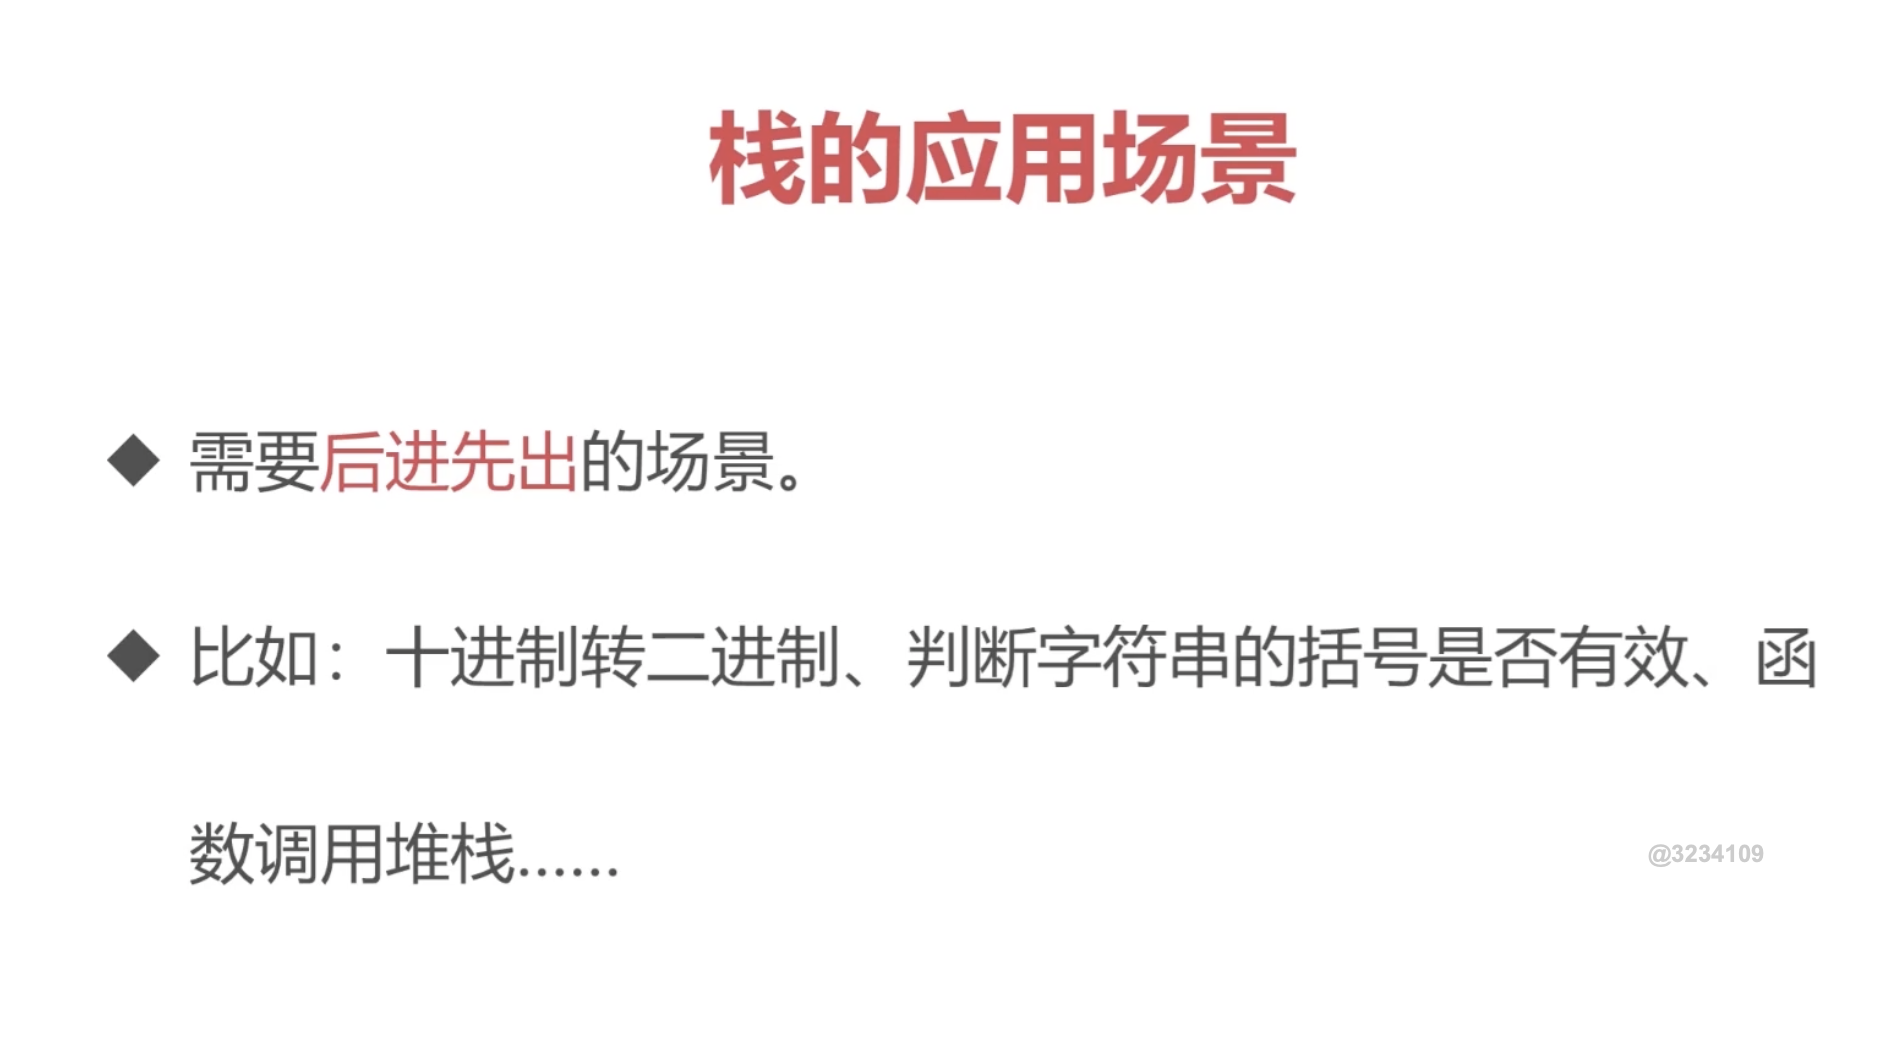 栈的应用场景
◆ 需要后进先出的场景。
◆ 比如：十进制转二进制、判断字符串的括号是否有效、函
数调用堆栈......
@3234109